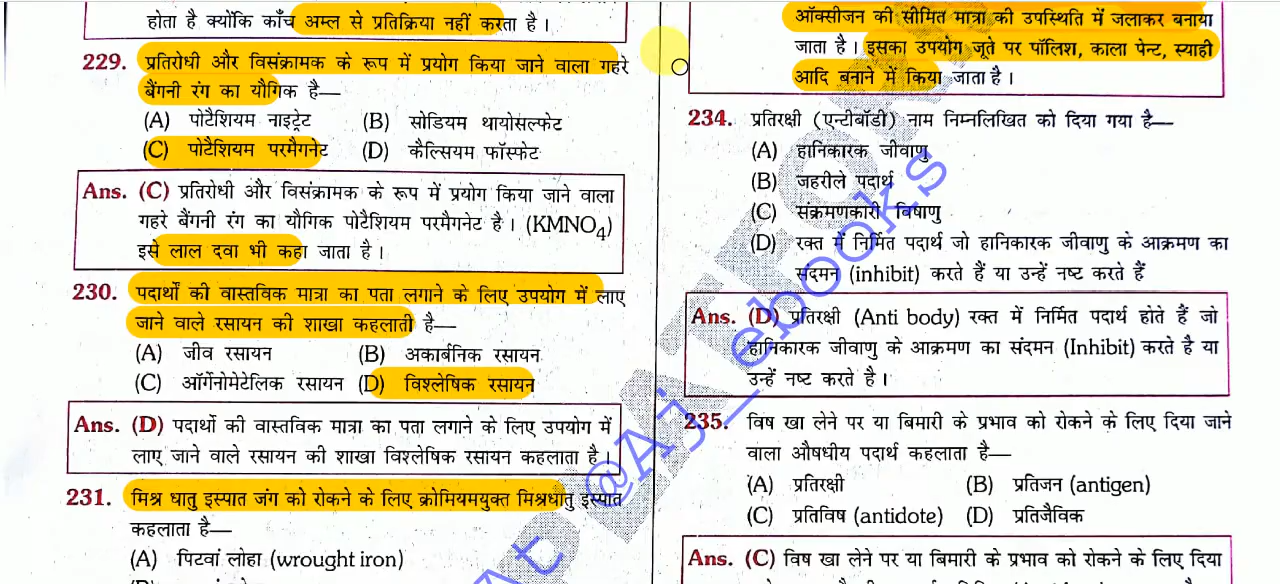 होता है क्योंकि काँच अम्ल से प्रतिक्रिया नहीं करता है।
229. प्रतिरोधी और विसंक्रामक के रूप में प्रयोग किया जाने वाला गहरे
बैंगनी रंग का यौगिक है—
(A) पोटैशियम नाइट्रेट (B) सोडियम थायोसल्फेट
(C) पोटैशियम परमैगनेट (D) कैल्सियम फॉस्फेट
Ans. (C) प्रतिरोधी और विसंक्रामक के रूप में प्रयोग किया जाने वाला
गहरे बैंगनी रंग का यौगिक पोटैशियम परमैगनेट है। (KMNO4)
इसे लाल दवा भी कहा जाता है।
230. पदार्थों की वास्तविक मात्रा का पता लगाने के लिए उपयोग में लाए
जाने वाले रसायन की शाखा कहलाती है—
(A) जीव रसायन (B) अकार्बनिक रसायन
(C) ऑर्गेनोमेटेलिक रसायन (D) विश्लेषिक रसायन
Ans. (D) पदार्थो की वास्तविक मात्रा का पता लगाने के लिए उपयोग में
लाए जाने वाले रसायन की शाखा विश्लेषिक रसायन कहलाता है।
231. मिश्र धातु इस्पात जंग को रोकने के लिए क्रोमियमयुक्त मिश्रधातु इस्पात
कहलाता है—
(A) पिटवां लोहा (wrought iron)
ऑक्सीजन की सीमित मात्रा की उपस्थिति में जलाकर बनाया
जाता है। इसका उपयोग जूते पर पॉलिश, काला पेन्ट, स्याही
आदि बनाने में किया जाता है।
234. प्रतिरक्षी (एन्टीबॉडी) नाम निम्नलिखित को दिया गया है—
(A) हानिकारक जीवाणु
(B) जहरीले पदार्थ
(C) संक्रमणकारी विषाणु
(D) रक्त में निर्मित पदार्थ जो हानिकारक जीवाणु के आक्रमण का
संदमन (inhibit) करते हैं या उन्हें नष्ट करते हैं
Ans. (D) प्रतिरक्षी (Anti body) रक्त में निर्मित पदार्थ होते हैं जो
हानिकारक जीवाणु के आक्रमण का संदमन (Inhibit) करते है या
उन्हें नष्ट करते है।
235. विष खा लेने पर या बिमारी के प्रभाव को रोकने के लिए दिया जाने
वाला औषधीय पदार्थ कहलाता है—
(A) प्रतिरक्षी (B) प्रतिजन (antigen)
(C) प्रतिविष (antidote) (D) प्रतिजैविक
Ans. (C) विष खा लेने पर या बिमारी के प्रभाव को रोकने के लिए दिया
At @Aj_ebooks